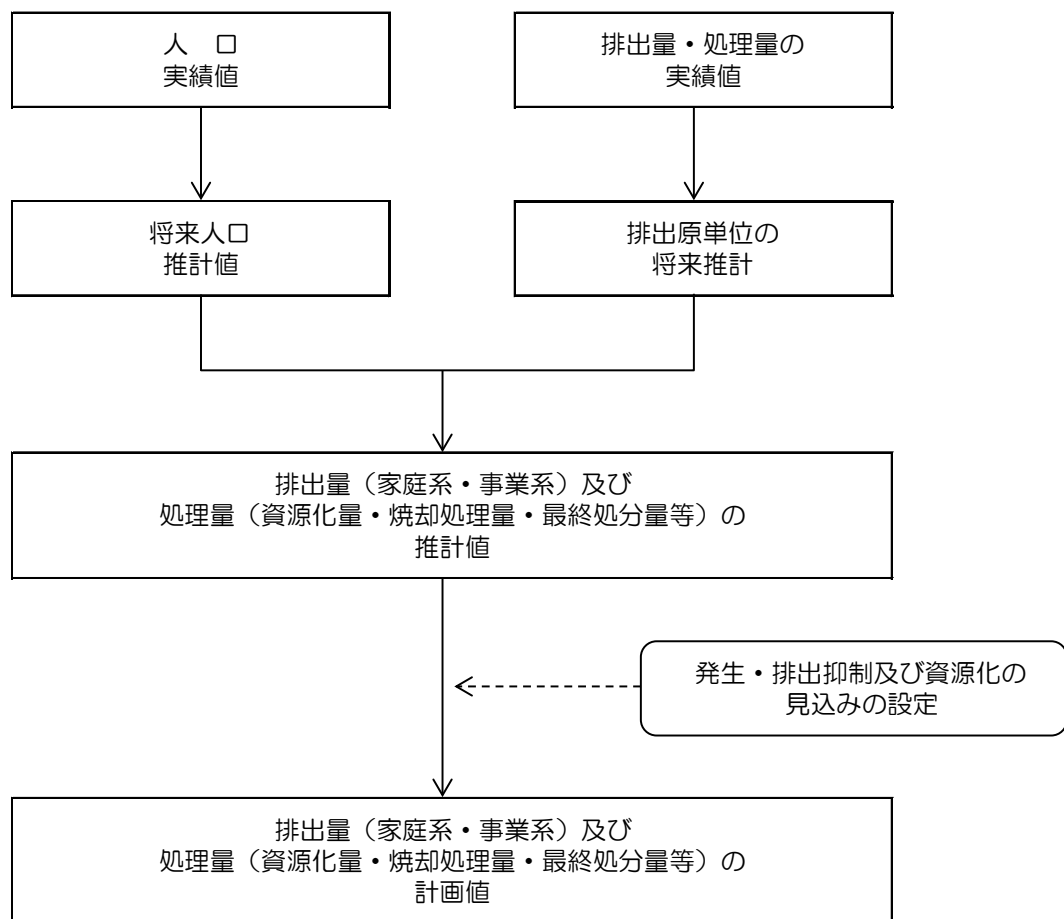 人　口
実績値
排出量・処理量の
実績値
将来人口
推計値
排出原単位の
将来推計
排出量（家庭系・事業系）及び
処理量（資源化量・焼却処理量・最終処分量等）の
推計値
発生・排出抑制及び資源化の
見込みの設定
排出量（家庭系・事業系）及び
処理量（資源化量・焼却処理量・最終処分量等）の
計画値